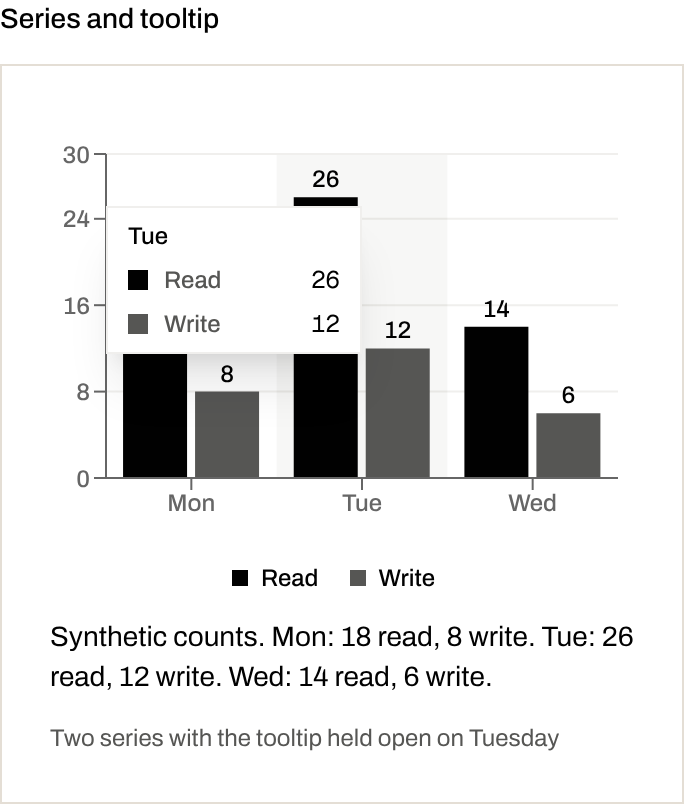 Series and tooltip
30
26
24
Tue
Read 26
Write 12
16
14
12
8
8
6
0
Mon Tue Wed
Read Write
Synthetic counts. Mon: 18 read, 8 write. Tue: 26
read, 12 write. Wed: 14 read, 6 write.
Two series with the tooltip held open on Tuesday